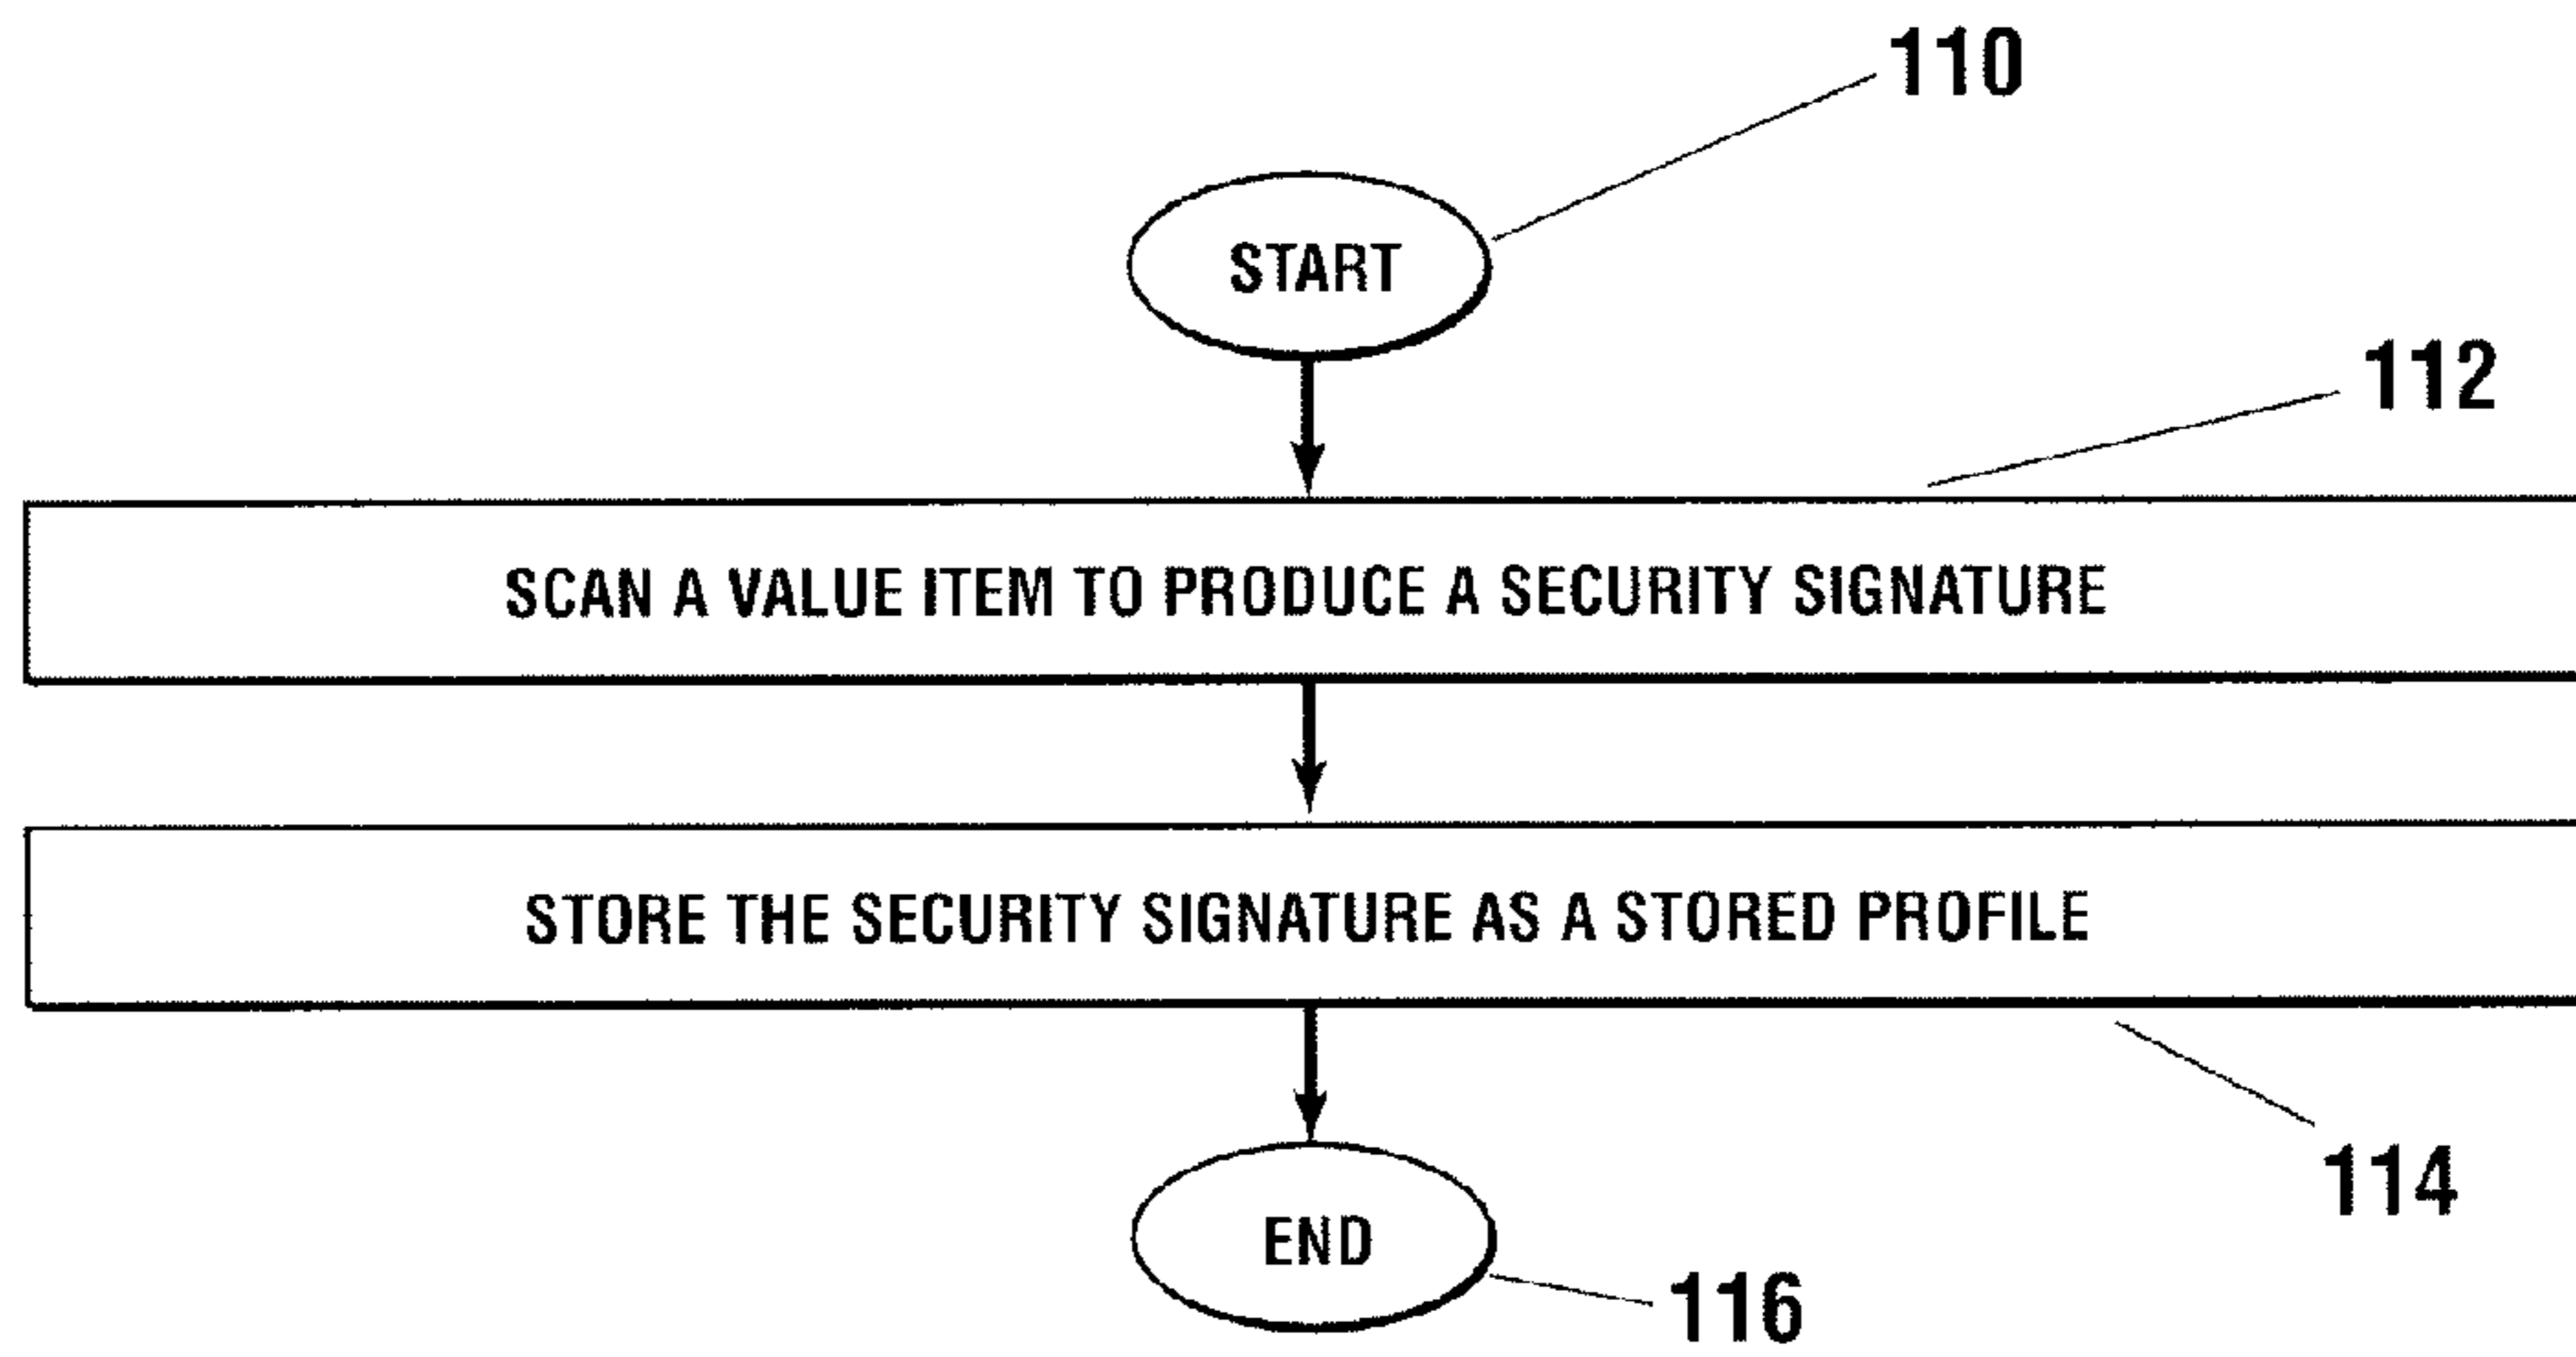 110
START
112
SCAN A VALUE ITEM TO PRODUCE A SECURITY SIGNATURE
STORE THE SECURITY SIGNATURE AS A STORED PROFILE
114
END
116